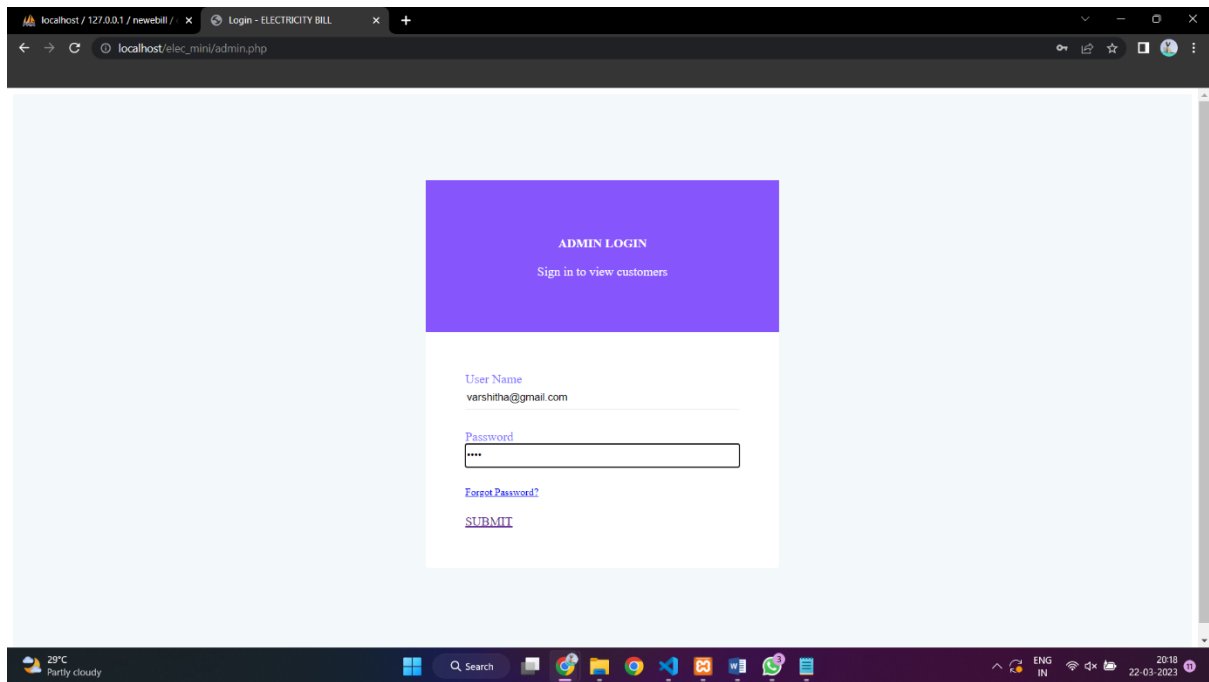 localhost / 127.0.0.1 / newebill /
Login - ELECTRICITY BILL
localhost/elec_mini/admin.php
ADMIN LOGIN
Sign in to view customers
User Name
varshitha@gmail.com
Password
••••
Forgot Password?
SUBMIT
29°C
Partly cloudy
Search
3
ENG
IN
20:18
22-03-2023
11